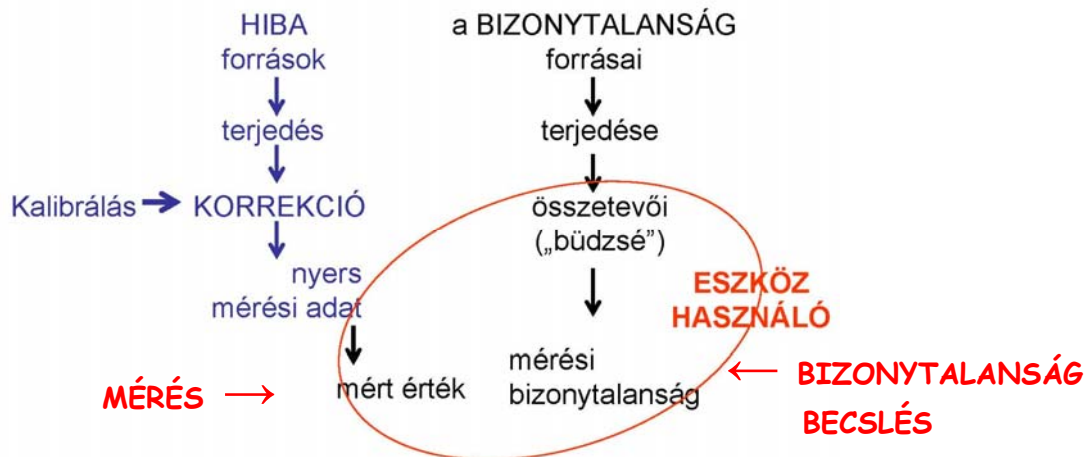 HIBA
források
terjedés
Kalibrálás
KORREKCIÓ
nyers
mérési adat
a BIZONYTALANSÁG
forrásai
terjedése
összetevői
(„büdzsé”)
ESZKÖZ
HASZNÁLÓ
MÉRÉS →
mért érték
mérési
bizonytalanság
← BIZONYTALANSÁG
BECSLÉS